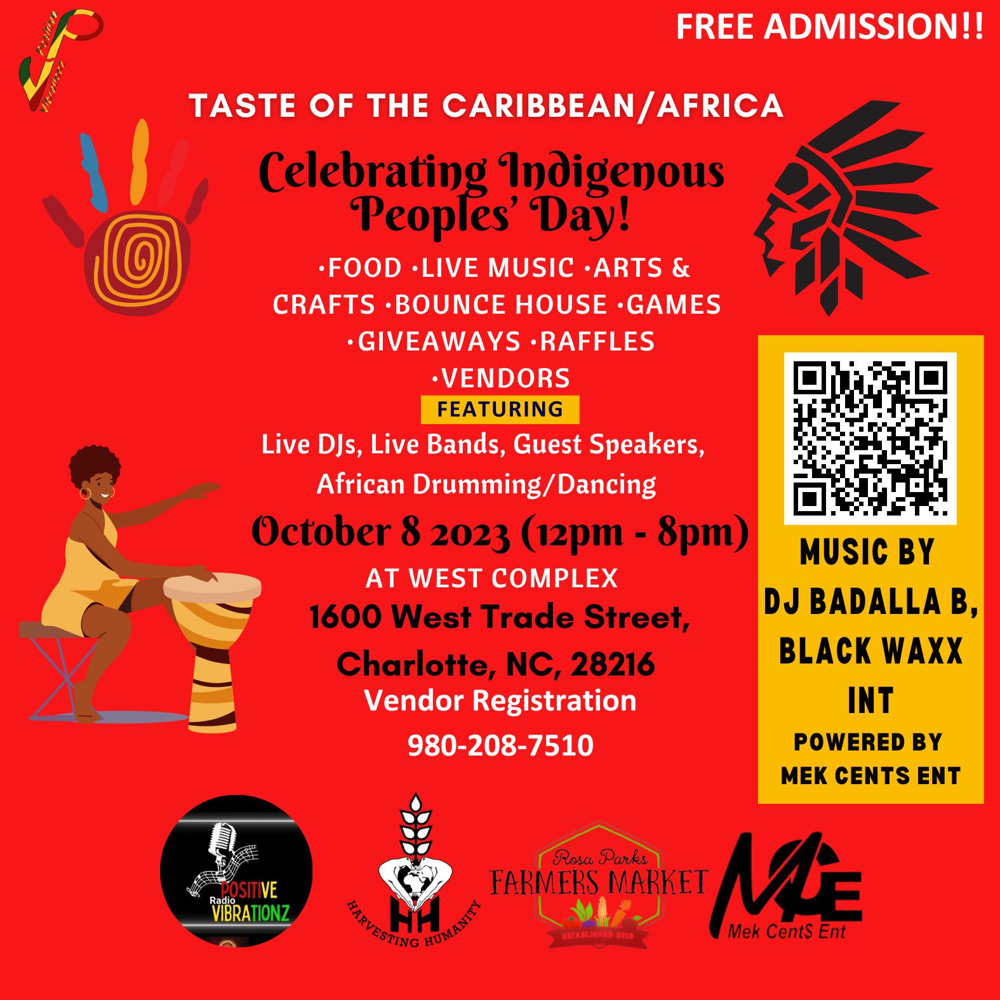 FREE ADMISSION!!
Positive
Vibrationz
TASTE OF THE CARIBBEAN/AFRICA
Celebrating Indigenous
Peoples' Day!
•FOOD •LIVE MUSIC •ARTS &
CRAFTS •BOUNCE HOUSE •GAMES
•GIVEAWAYS •RAFFLES
•VENDORS
FEATURING
Live DJs, Live Bands, Guest Speakers,
African Drumming/Dancing
October 8 2023 (12pm - 8pm)
AT WEST COMPLEX
1600 West Trade Street,
Charlotte, NC, 28216
Vendor Registration
980-208-7510
MUSIC BY
DJ BADALLA B,
BLACK WAXX
INT
POWERED BY
MEK CENTS ENT
POSITIVE
Radio
VIBRATIONZ
HH
HARVESTING HUMANITY
Rosa Parks
FARMERS MARKET
ESTABLISHED 2016
MCE
Mek Cent$ Ent